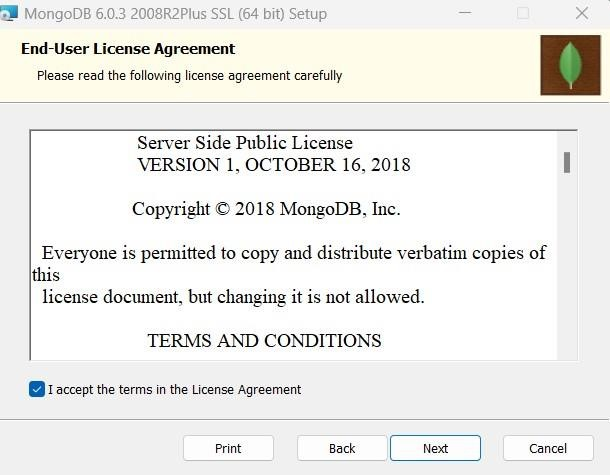 MongoDB 6.0.3 2008R2Plus SSL (64 bit) Setup
End-User License Agreement
Please read the following license agreement carefully
Server Side Public License
VERSION 1, OCTOBER 16, 2018
Copyright © 2018 MongoDB, Inc.
Everyone is permitted to copy and distribute verbatim copies of
this
license document, but changing it is not allowed.
TERMS AND CONDITIONS
I accept the terms in the License Agreement
Print
Back
Next
Cancel